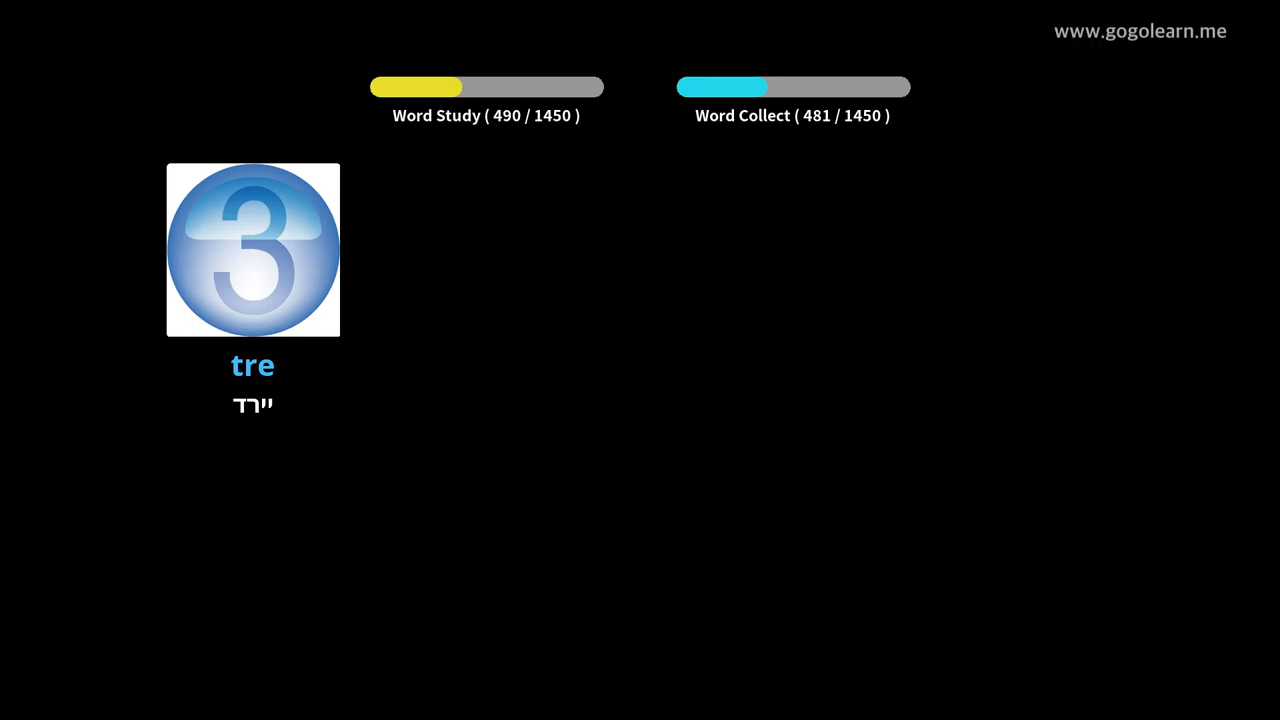 www.gogolearn.me
Word Study ( 490 / 1450 )
Word Collect ( 481 / 1450 )
3
tre
יירד